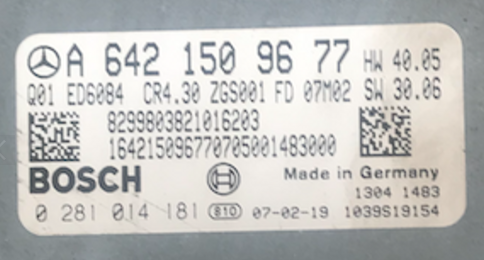 A 642 150 96 77 HW 40.05
Q01 ED6084 CR4.30 ZGS001 FD 07M02 SW 30.06
8299803821016203
164215096770705001483000
BOSCH Made in Germany
1304 1483
0 281 014 181 810 07-02-19 1039S19154